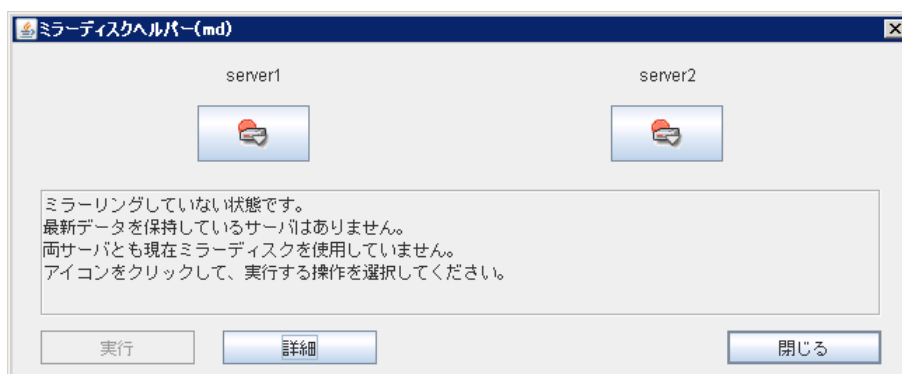 ミラーディスクヘルパー(md)
server1
server2
ミラーリングしていない状態です。
最新データを保持しているサーバはありません。
両サーバとも現在ミラーディスクを使用していません。
アイコンをクリックして、実行する操作を選択してください。
実行
詳細
閉じる